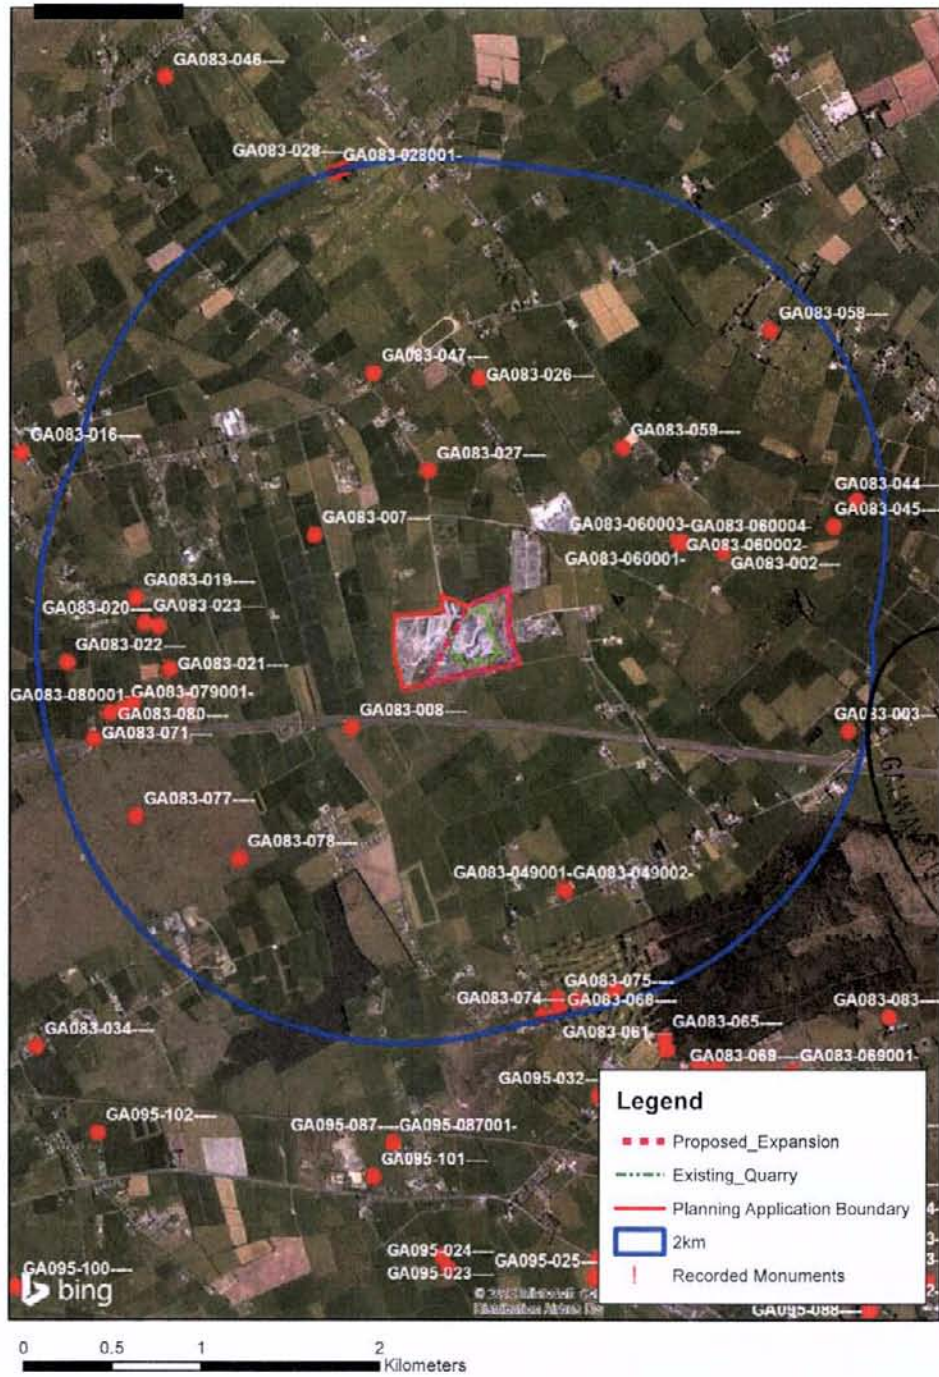 GA083-046----
GA083-028----GA083-028001-
GA083-058----
GA083-047----
GA083-026----
GA083-016----
GA083-059----
GA083-027----
GA083-044----
GA083-045----
GA083-007----
GA083-060003-GA083-060004-
GA083-060001-GA083-060002-
GA083-002----
GA083-019----
GA083-020----GA083-023----
GA083-022----
GA083-021----
GA083-080001-GA083-079001-
GA083-080----
GA083-008----
GA083-003----
GA083-071----
GALWAY
GA083-077----
GA083-078----
GA083-049001-GA083-049002-
GA083-075----
GA083-074----GA083-068----
GA083-083----
GA083-061-
GA083-065----
GA083-034----
GA083-069----GA083-069001-
GA095-032----
GA095-102----
GA095-087----GA095-087001-
GA095-101----
GA095-024----
GA095-025----
GA095-023----
GA095-100----
bing
GA095-088----
Legend
Proposed_Expansion
Existing_Quarry
Planning Application Boundary
2km
Recorded Monuments
0 0.5 1 2
Kilometers